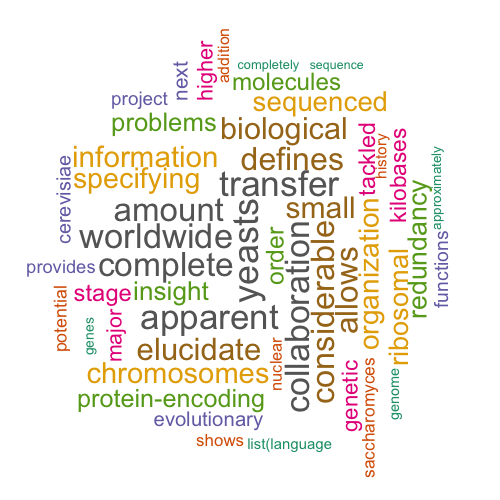 completely sequence
addition
higher
next
molecules
project
sequenced
problems
biological
tackled
history
kilobases
approximately
information
defines
specifying
transfer
cerevisiae
amount
small
redundancy
worldwide
yeasts
order
organization
complete
collaboration
considerable
allows
ribosomal
functions
provides
potential
stage
insight
genes
major
apparent
elucidate
nuclear
chromosomes
genetic
saccharomyces
genome
protein-encoding
evolutionary
shows
list(language